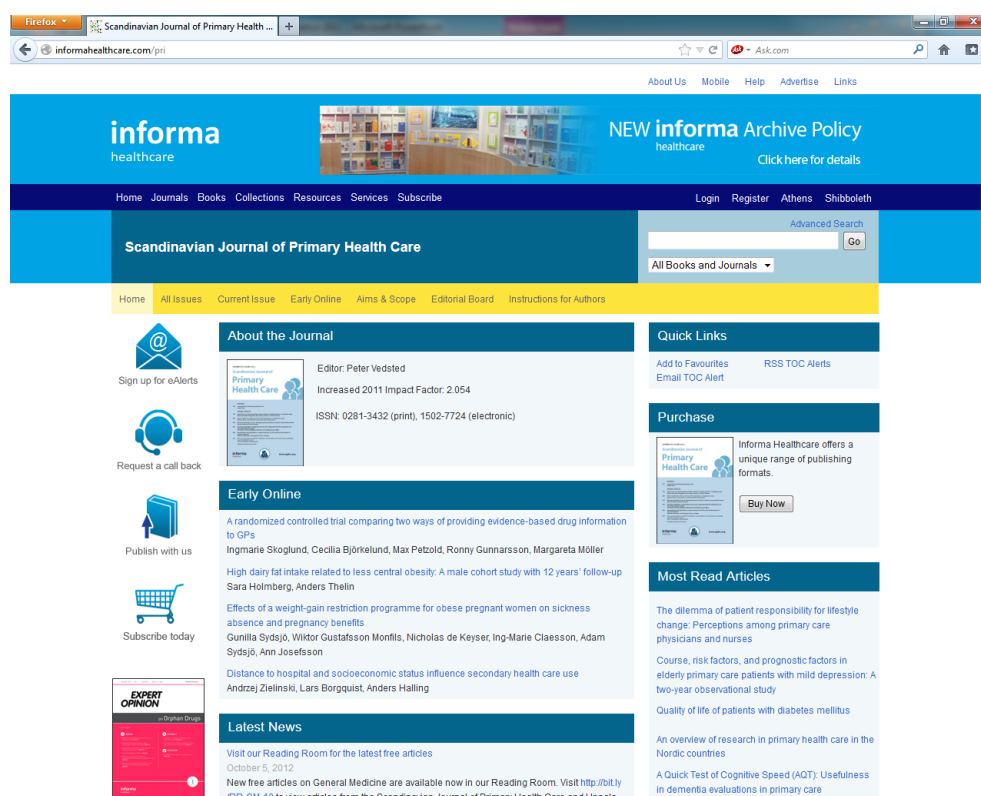 Firefox
Scandinavian Journal of Primary Health ...
informahealthcare.com/pri
Ask.com
About Us Mobile Help Advertise Links
informa
healthcare
NEW informa Archive Policy
healthcare
Click here for details
Home Journals Books Collections Resources Services Subscribe
Login Register Athens Shibboleth
Scandinavian Journal of Primary Health Care
Advanced Search
Go
All Books and Journals
Home All Issues Current Issue Early Online Aims & Scope Editorial Board Instructions for Authors
Sign up for eAlerts
Request a call back
Publish with us
Subscribe today
EXPERT
OPINION
on Orphan Drugs
informa
About the Journal
Primary
Health Care
informa
Editor: Peter Vedsted
Increased 2011 Impact Factor: 2.054
ISSN: 0281-3432 (print), 1502-7724 (electronic)
Early Online
A randomized controlled trial comparing two ways of providing evidence-based drug information
to GPs
Ingmarie Skoglund, Cecilia Björkelund, Max Petzold, Ronny Gunnarsson, Margareta Möller
High dairy fat intake related to less central obesity: A male cohort study with 12 years' follow-up
Sara Holmberg, Anders Thelin
Effects of a weight-gain restriction programme for obese pregnant women on sickness
absence and pregnancy benefits
Gunilla Sydsjö, Wiktor Gustafsson Monfils, Nicholas de Keyser, Ing-Marie Claesson, Adam
Sydsjö, Ann Josefsson
Distance to hospital and socioeconomic status influence secondary health care use
Andrzej Zielinski, Lars Borgquist, Anders Halling
Latest News
Visit our Reading Room for the latest free articles
October 5, 2012
New free articles on General Medicine are available now in our Reading Room. Visit http://bit.ly
Quick Links
Add to Favourites RSS TOC Alerts
Email TOC Alert
Purchase
Primary
Health Care
informa
Informa Healthcare offers a
unique range of publishing
formats.
Buy Now
Most Read Articles
The dilemma of patient responsibility for lifestyle
change: Perceptions among primary care
physicians and nurses
Course, risk factors, and prognostic factors in
elderly primary care patients with mild depression: A
two-year observational study
Quality of life of patients with diabetes mellitus
An overview of research in primary health care in the
Nordic countries
A Quick Test of Cognitive Speed (AQT): Usefulness
in dementia evaluations in primary care